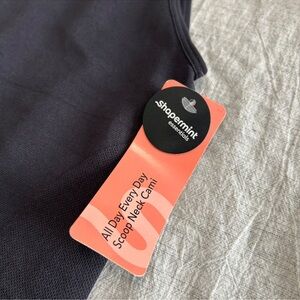 shapermint
essentials
All Day Every Day
Scoop Neck Cami
S